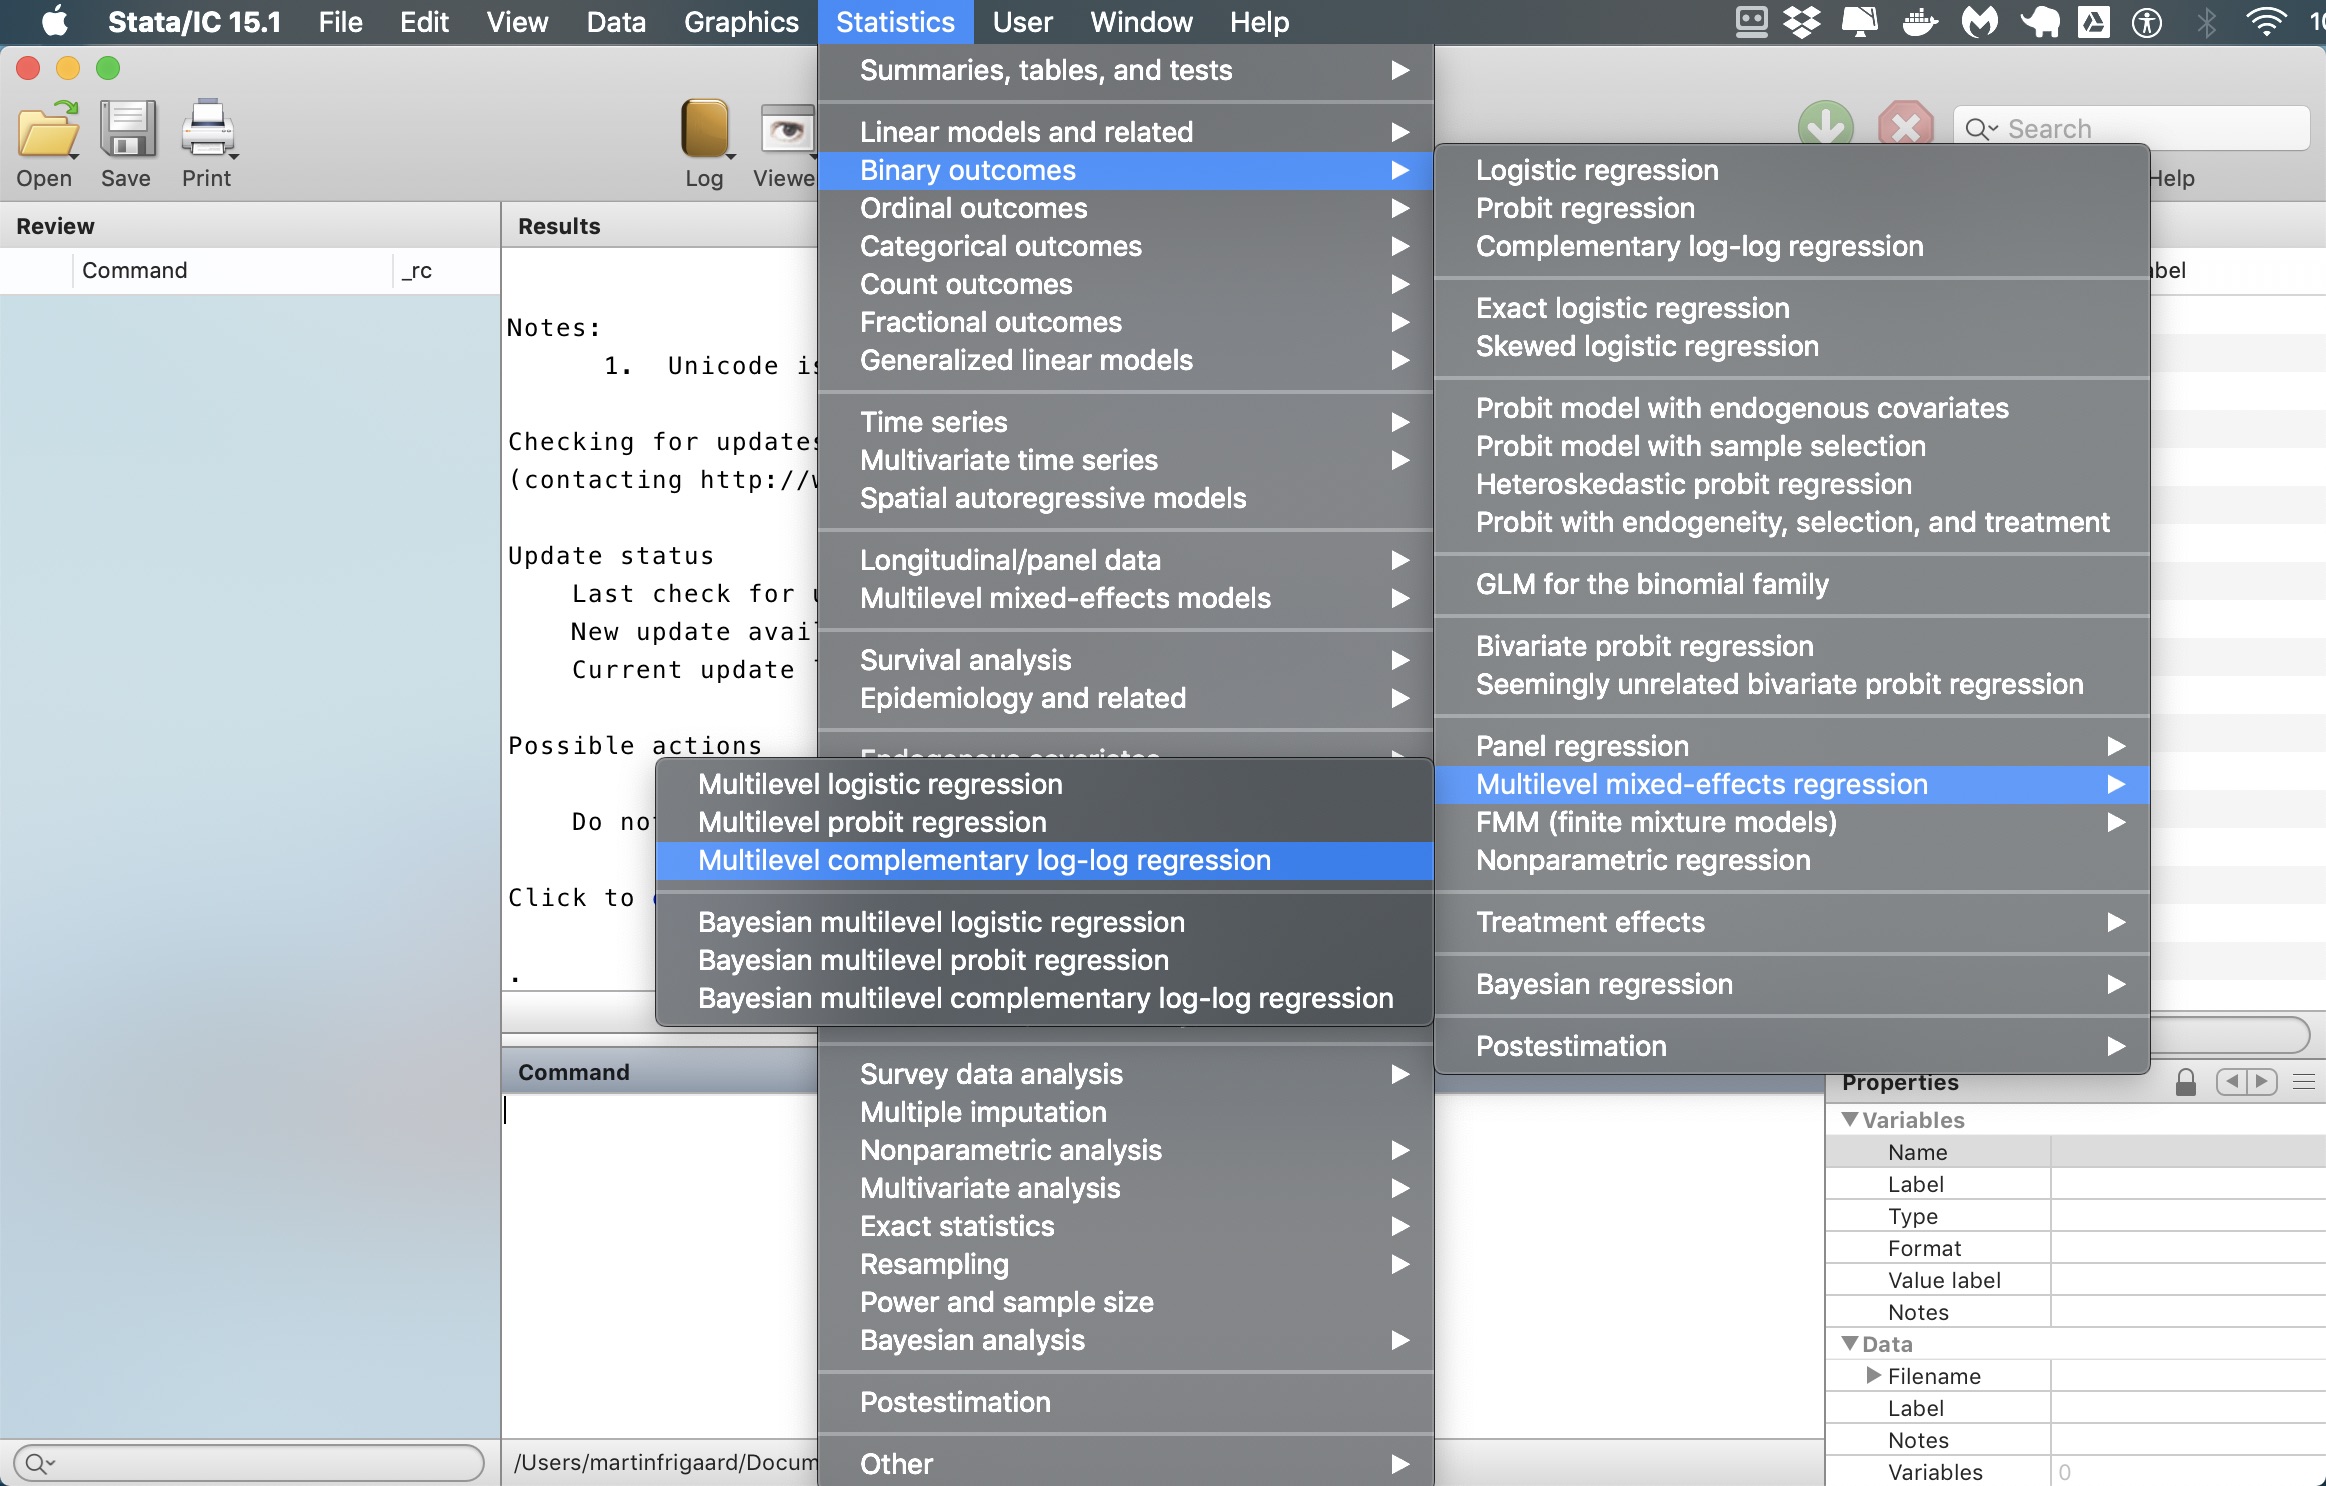 Stata/IC 15.1 File Edit View Data Graphics Statistics User Window Help
Open Save Print Log Viewe
Search
Help
Review
Command _rc
Results
Notes:
1. Unicode is
Checking for updates
(contacting http://w
Update status
Last check for u
New update avail
Current update l
Possible actions
Do not
Click to
.
Command
/Users/martinfrigaard/Docum
Summaries, tables, and tests
Linear models and related
Binary outcomes
Ordinal outcomes
Categorical outcomes
Count outcomes
Fractional outcomes
Generalized linear models
Time series
Multivariate time series
Spatial autoregressive models
Longitudinal/panel data
Multilevel mixed-effects models
Survival analysis
Epidemiology and related
Endogenous covariates
Survey data analysis
Multiple imputation
Nonparametric analysis
Multivariate analysis
Exact statistics
Resampling
Power and sample size
Bayesian analysis
Postestimation
Other
Logistic regression
Probit regression
Complementary log-log regression
Exact logistic regression
Skewed logistic regression
Probit model with endogenous covariates
Probit model with sample selection
Heteroskedastic probit regression
Probit with endogeneity, selection, and treatment
GLM for the binomial family
Bivariate probit regression
Seemingly unrelated bivariate probit regression
Panel regression
Multilevel mixed-effects regression
FMM (finite mixture models)
Nonparametric regression
Treatment effects
Bayesian regression
Postestimation
Multilevel logistic regression
Multilevel probit regression
Multilevel complementary log-log regression
Bayesian multilevel logistic regression
Bayesian multilevel probit regression
Bayesian multilevel complementary log-log regression
Properties
Variables
Name
Label
Type
Format
Value label
Notes
Data
Filename
Label
Notes
Variables 0